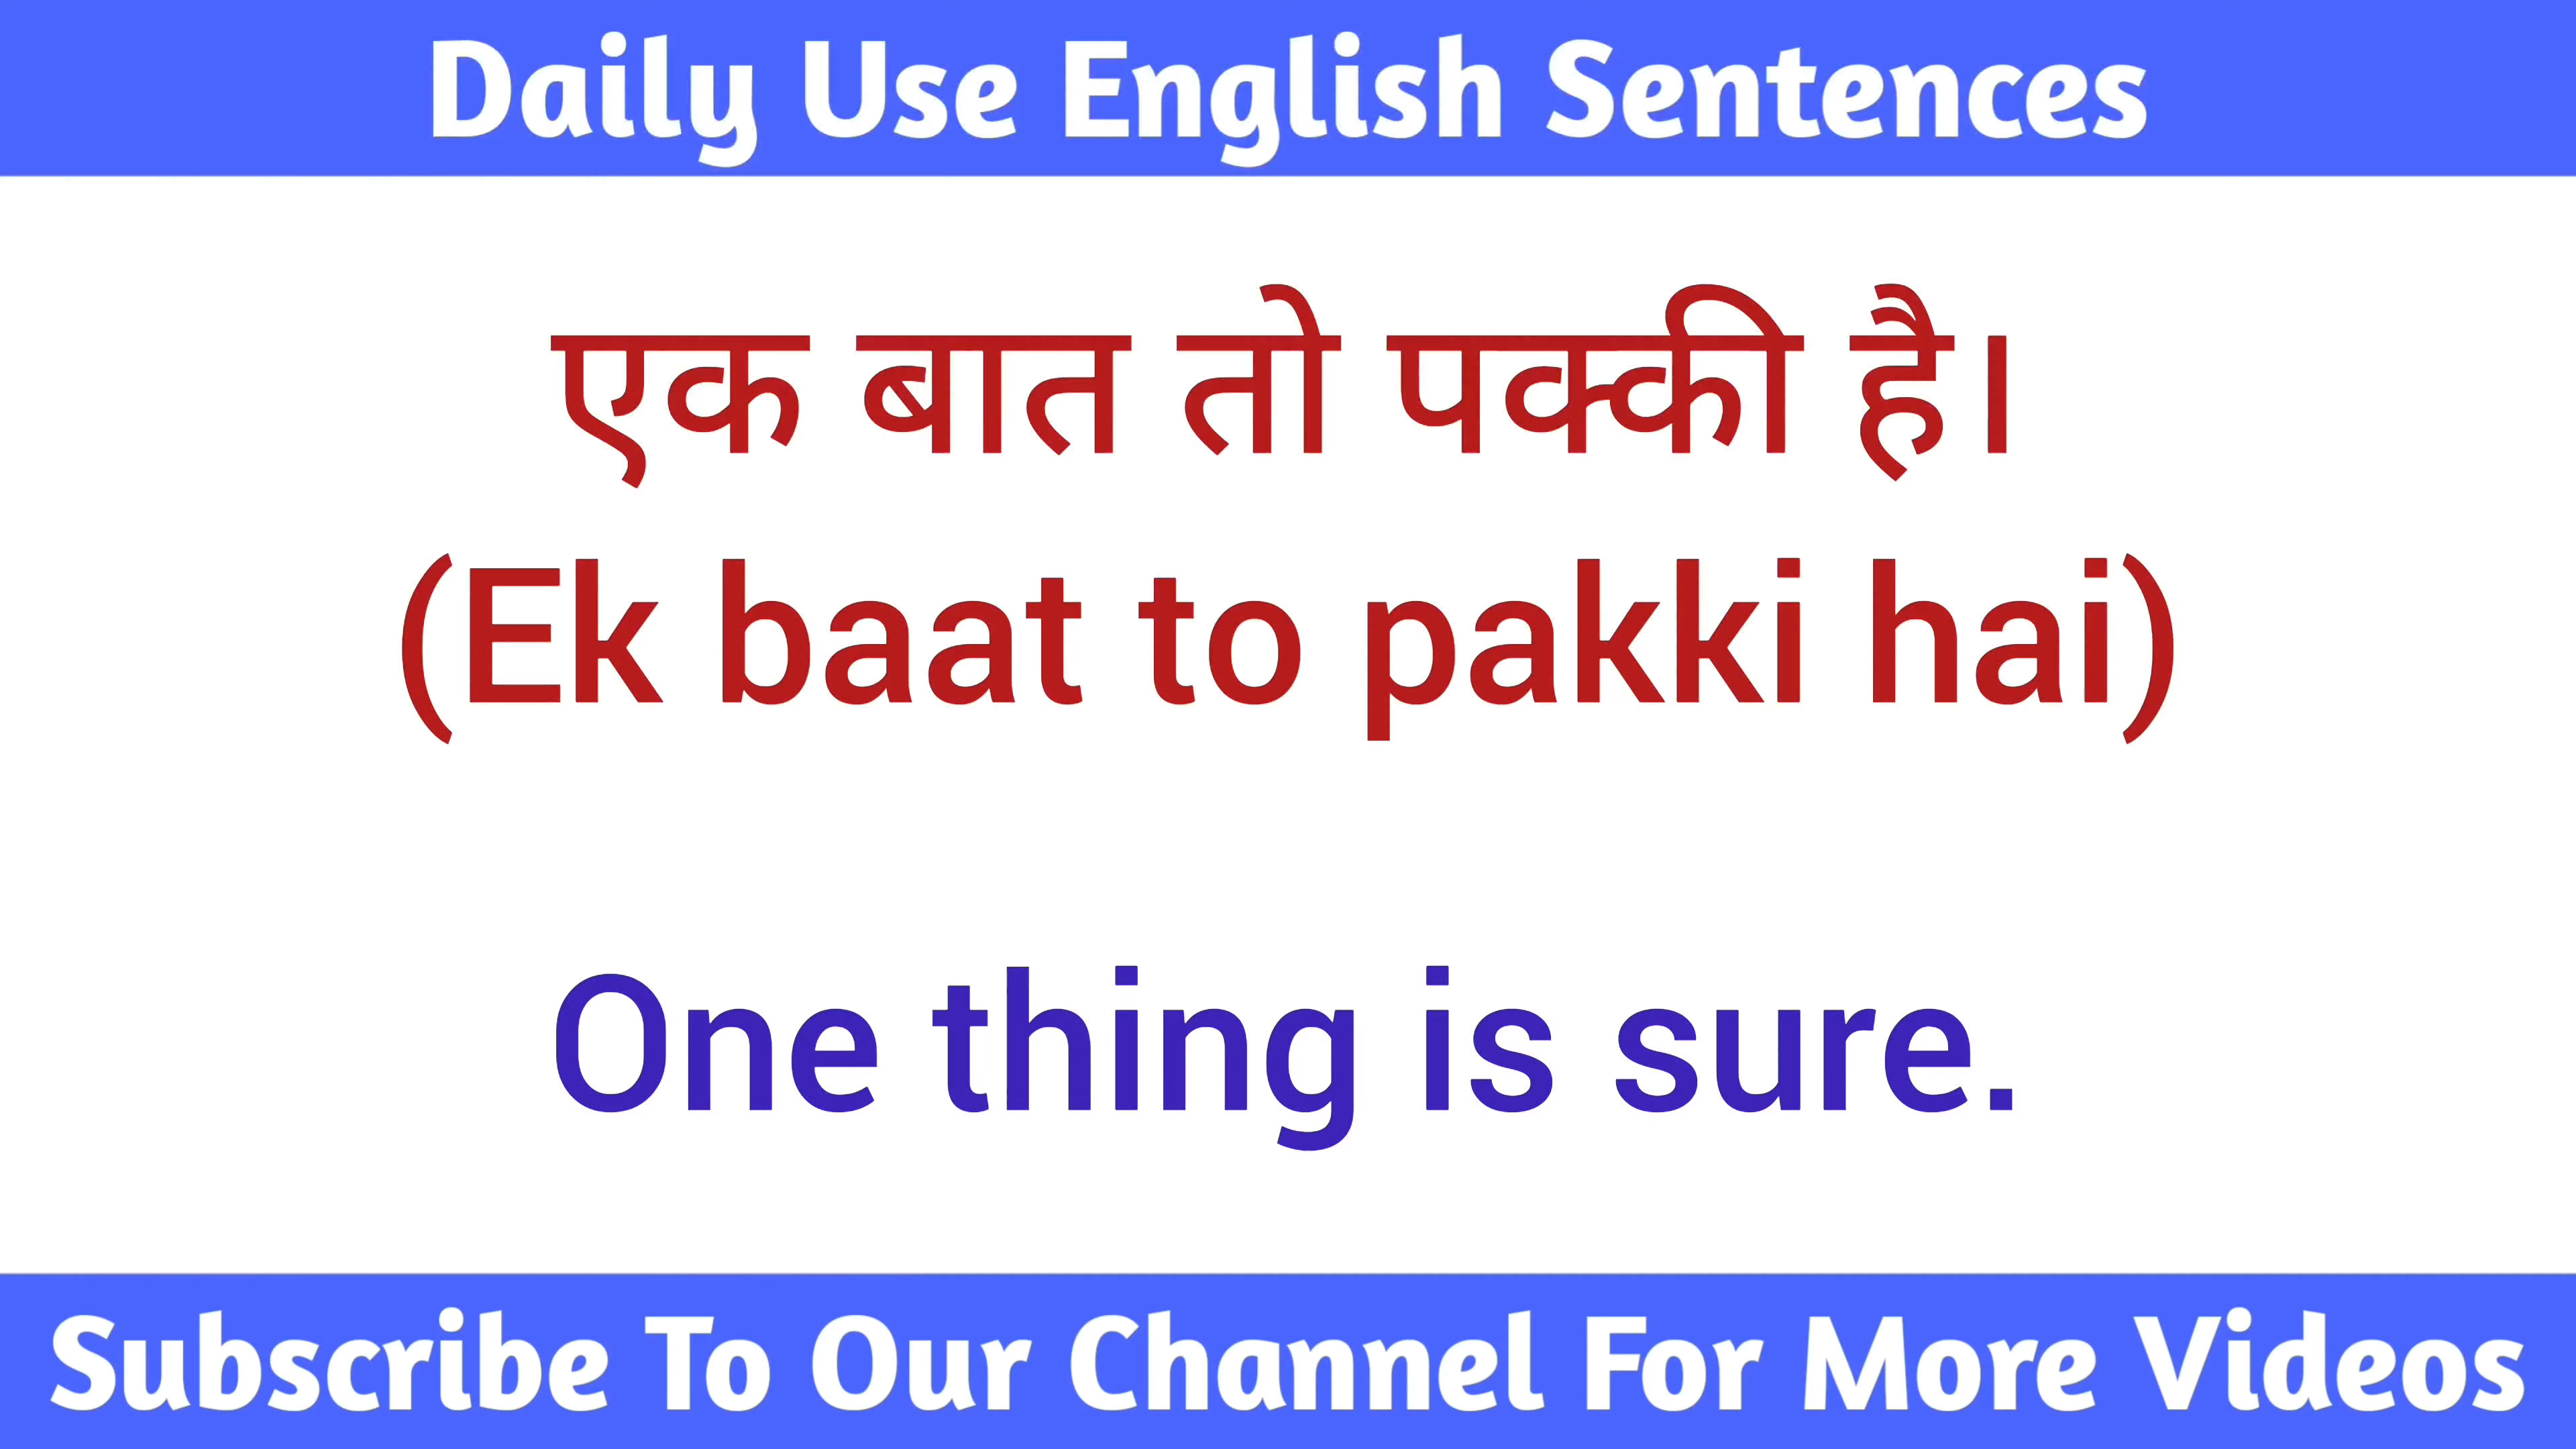 Daily Use English Sentences
एक बात तो पक्की है।
(Ek baat to pakki hai)
One thing is sure.
Subscribe To Our Channel For More Videos